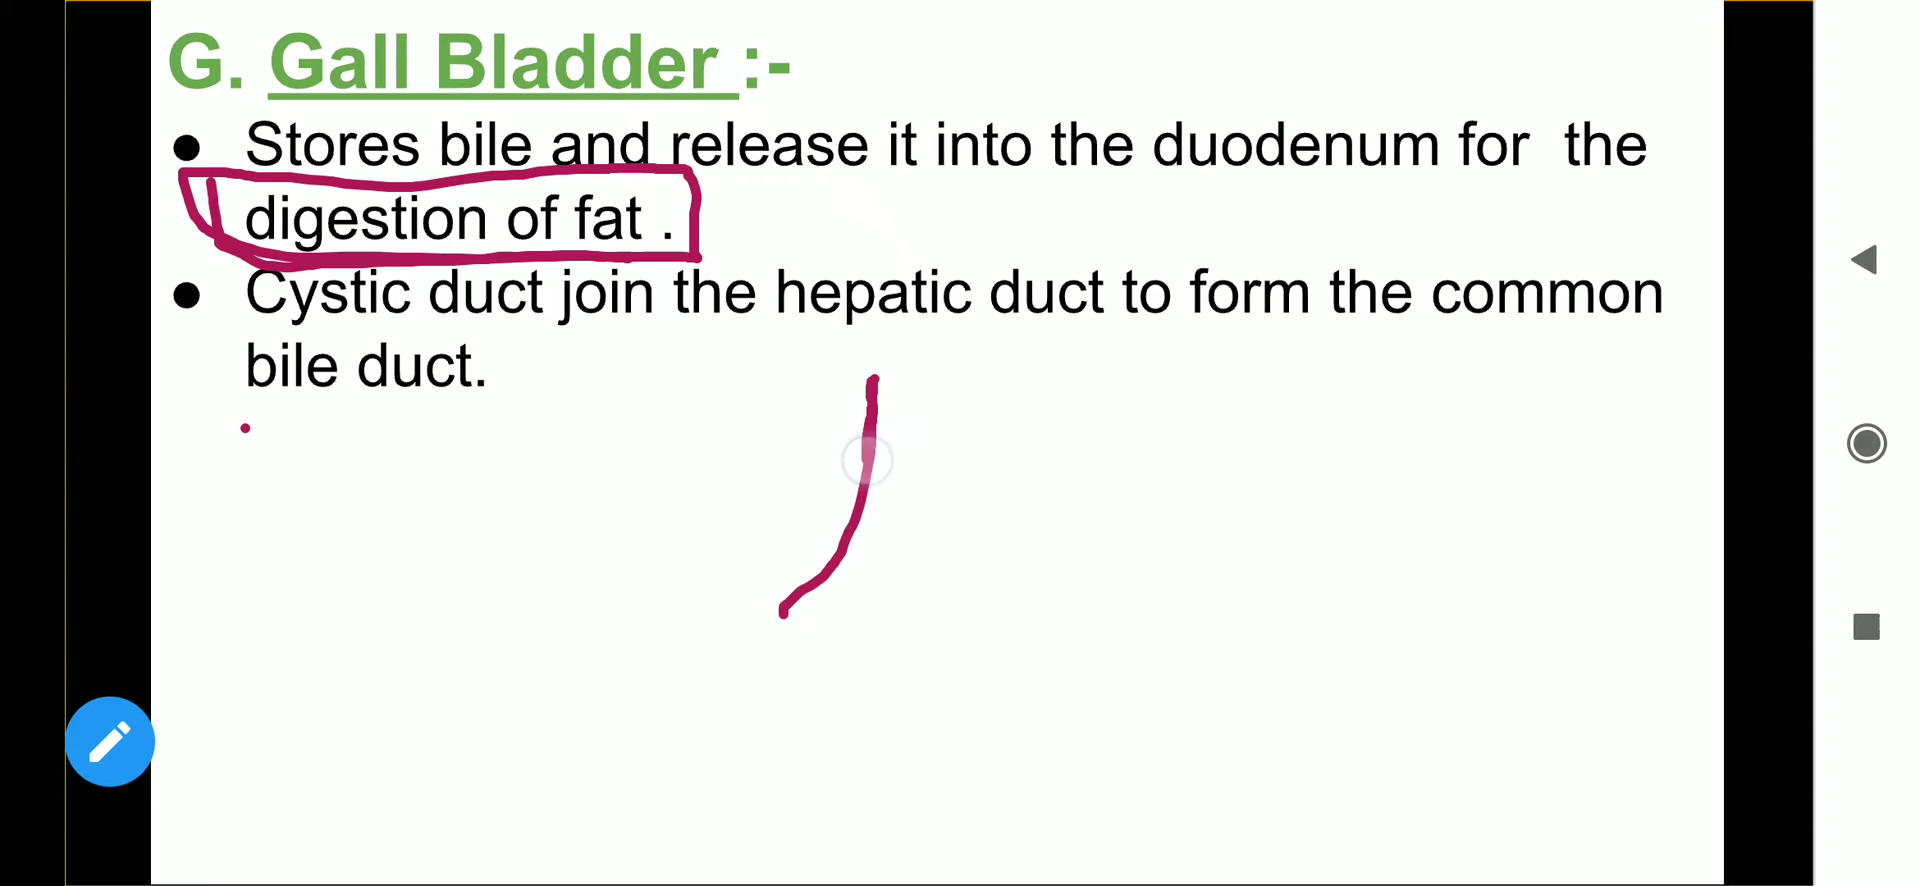 G. Gall Bladder :-
● Stores bile and release it into the duodenum for the
digestion of fat .
● Cystic duct join the hepatic duct to form the common
bile duct.